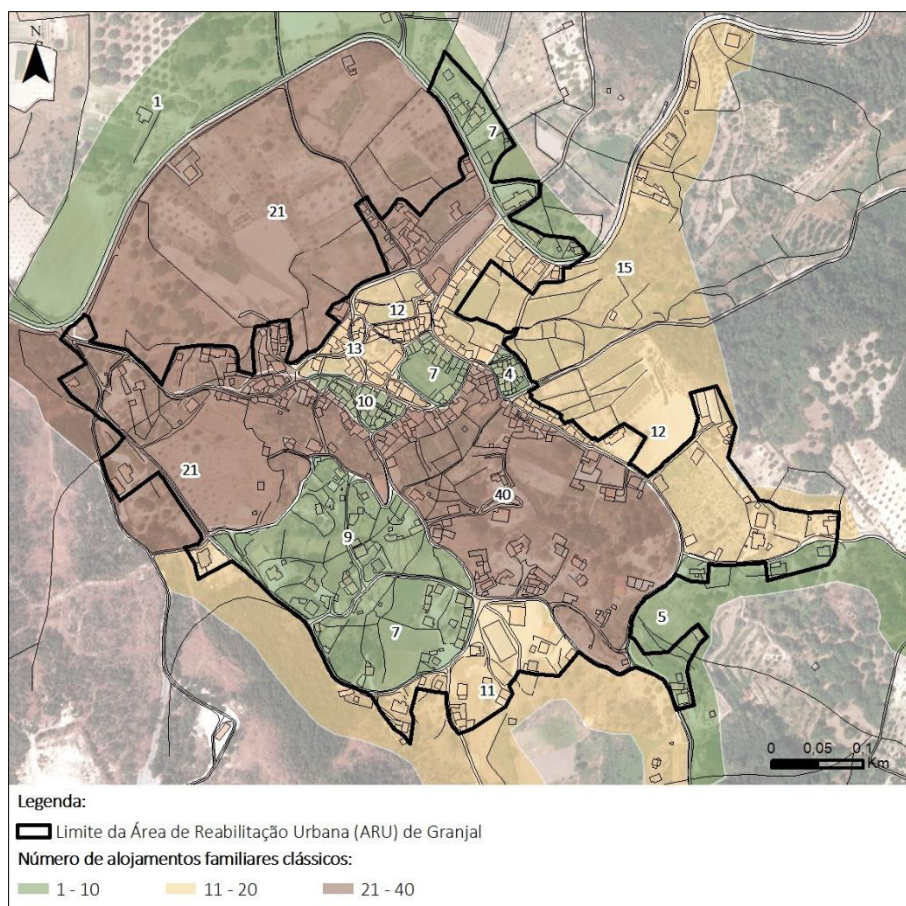 N
1
7
21
15
12
13
7
4
10
12
21
40
9
5
7
11
0 0,05 0,1
Km
Legenda:
Limite da Área de Reabilitação Urbana (ARU) de Granjal
Número de alojamentos familiares clássicos:
1 - 10 11 - 20 21 - 40